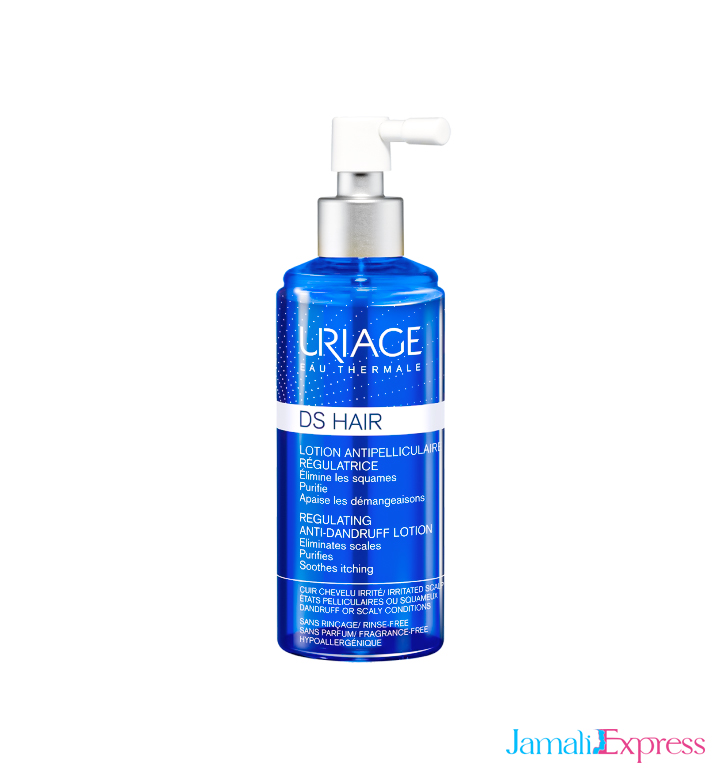 URIAGE
EAU THERMALE
DS HAIR
LOTION ANTIPELLICULAIRE
RÉGULATRICE
Élimine les squames
Purifie
Apaise les démangeaisons
REGULATING
ANTI-DANDRUFF LOTION
Eliminates scales
Purifies
Soothes itching
CUIR CHEVELU IRRITÉ/ IRRITATED SCALP
ÉTATS PELLICULAIRES OU SQUAMEUX
DANDRUFF OR SCALY CONDITIONS
SANS RINÇAGE/ RINSE-FREE
SANS PARFUM/ FRAGRANCE-FREE
HYPOALLERGÉNIQUE
Jamali Express